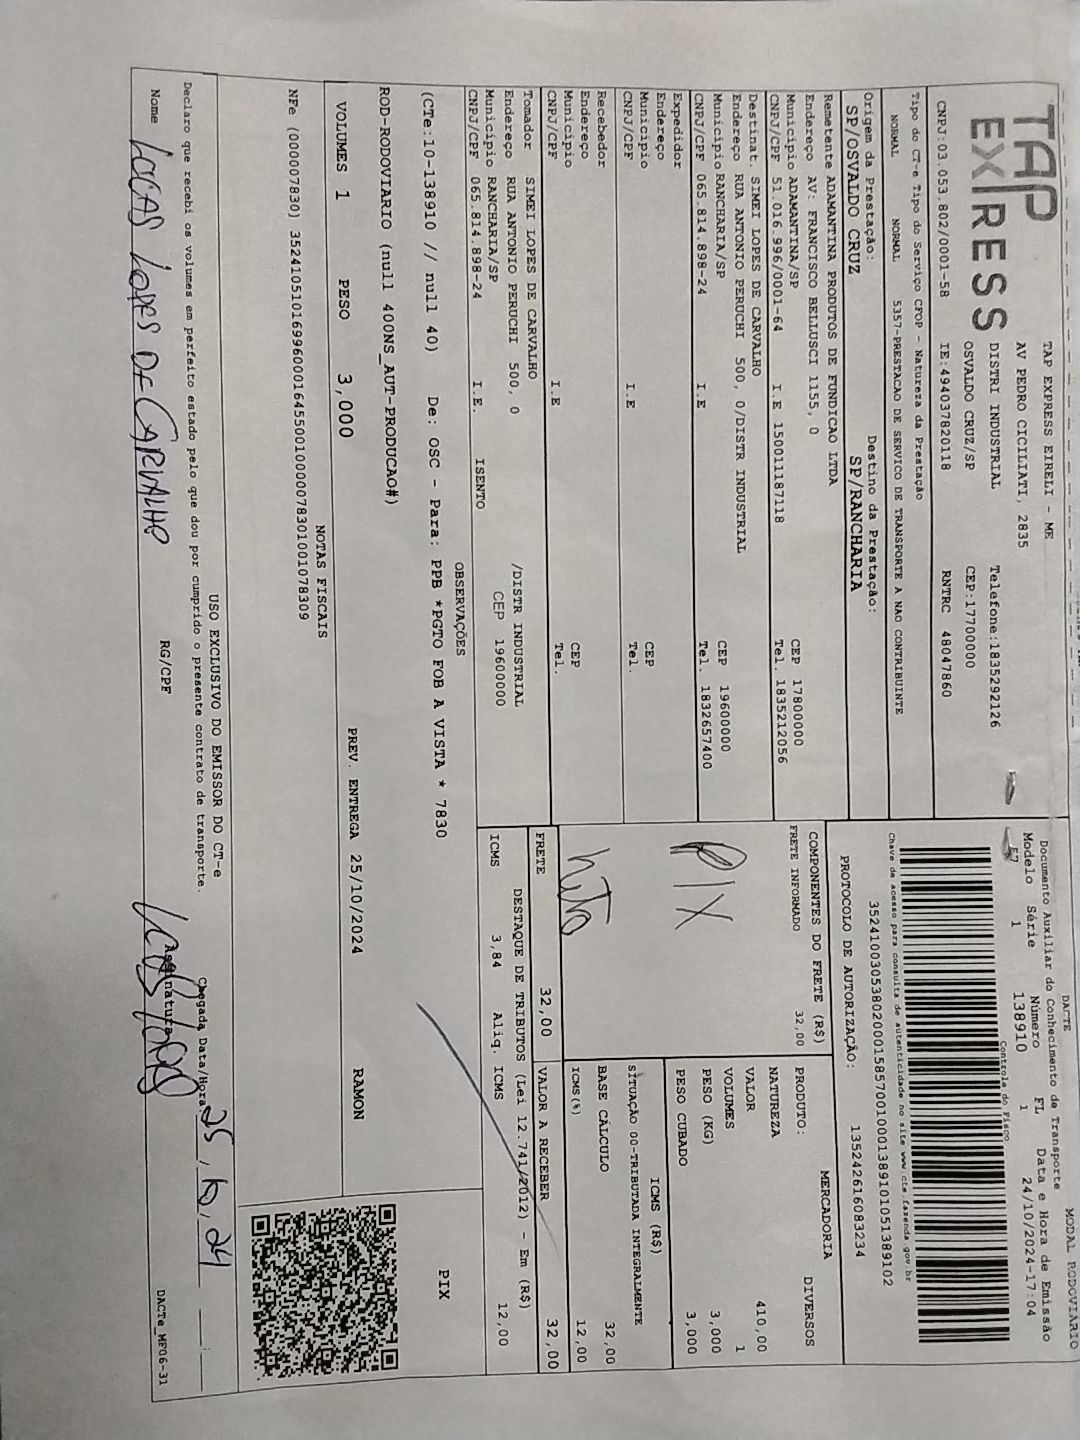 TAP EXPRESS
TAP EXPRESS EIRELI - ME
AV PEDRO CICILIATI, 2835
DISTRI INDUSTRIAL Telefone:1835292126
OSVALDO CRUZ/SP CEP:17700000
CNPJ:03.053.802/0001-58 IE:494037820118 RNTRC 48047860
DACTE MODAL RODOVIÁRIO
Documento Auxiliar do Conhecimento de Transporte
Modelo Série Número FL Data e Hora de Emissão
57 1 138910 1 24/10/2024-17:04
Controle do Fisco
Chave de acesso para consulta de autenticidade no site www.cte.fazenda.gov.br
35241003053802000158570010001389101051389102
PROTOCOLO DE AUTORIZAÇÃO: 135242616083234
Tipo do CT-e Tipo do Serviço CFOP - Natureza da Prestação
NORMAL NORMAL 5357-PRESTACAO DE SERVICO DE TRANSPORTE A NAO CONTRIBUINTE
Origem da Prestação: Destino da Prestação:
SP/OSVALDO CRUZ SP/RANCHARIA
Remetente ADAMANTINA PRODUTOS DE FUNDICAO LTDA
Endereço AV: FRANCISCO BELLUSCI 1155, 0
Município ADAMANTINA/SP CEP 17800000
CNPJ/CPF 51.016.996/0001-64 I.E 150011187118 Tel. 1835212056
Destinat. SIMEI LOPES DE CARVALHO
Endereço RUA ANTONIO PERUCHI 500, 0/DISTR INDUSTRIAL
Município RANCHARIA/SP CEP 19600000
CNPJ/CPF 065.814.898-24 I.E Tel. 1832657400
Expedidor
Endereço
Município CEP
CNPJ/CPF I.E Tel.
Recebedor
Endereço
Município CEP
CNPJ/CPF I.E Tel.
Tomador SIMEI LOPES DE CARVALHO
Endereço RUA ANTONIO PERUCHI 500, 0 /DISTR INDUSTRIAL
Município RANCHARIA/SP CEP 19600000
CNPJ/CPF 065.814.898-24 I.E. ISENTO
COMPONENTES DO FRETE (R$)
FRETE INFORMADO 32,00
PIX
MERCADORIA
PRODUTO: DIVERSOS
NATUREZA
VALOR 410,00
VOLUMES 1
PESO (KG) 3,000
PESO CUBADO 3,000
ICMS (R$)
SITUAÇÃO 00-TRIBUTADA INTEGRALMENTE
BASE CÁLCULO 32,00
ICMS(%) 12,00
FRETE 32,00 VALOR A RECEBER 32,00
DESTAQUE DE TRIBUTOS (Lei 12.741/2012) - Em (R$)
ICMS 3,84 Aliq. ICMS 12,00
OBSERVAÇÕES
(CTe:10-138910 // null 40) De: OSC - Para: PPB *PGTO FOB A VISTA * 7830
ROD-RODOVIARIO (null 400NS_AUT-PRODUCAO#)
PIX
VOLUMES 1 PESO 3,000 PREV. ENTREGA 25/10/2024 RAMON
NOTAS FISCAIS
NFe (000007830) 35241051016996000164550010000078301001078309
USO EXCLUSIVO DO EMISSOR DO CT-e
Declaro que recebi os volumes em perfeito estado pelo que dou por cumprido o presente contrato de transporte.
Chegada Data/Hora 25/10/24
Nome LUCAS LOPES DE CARVALHO RG/CPF Assinatura
DACTe_MF06-31